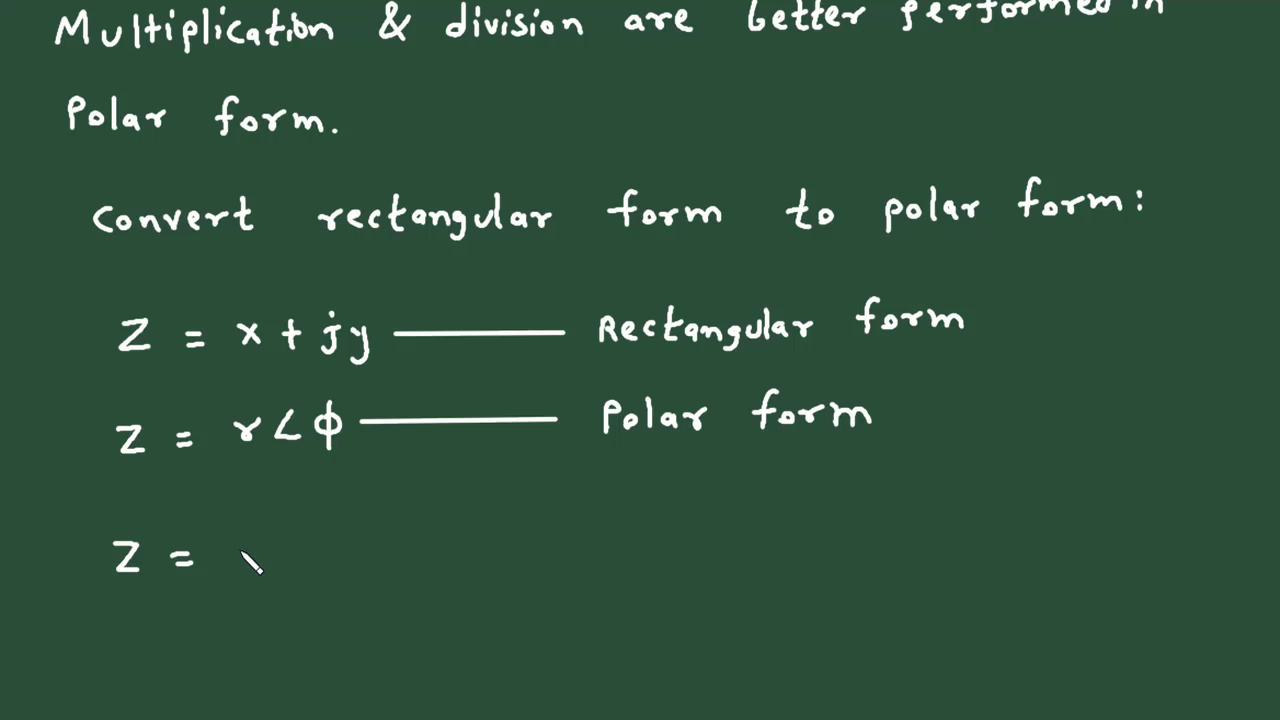 Multiplication & division are better performed in
Polar form.
Convert rectangular form to polar form:
Z = x + jy —— Rectangular form
Z = r∠ϕ —— Polar form
Z =